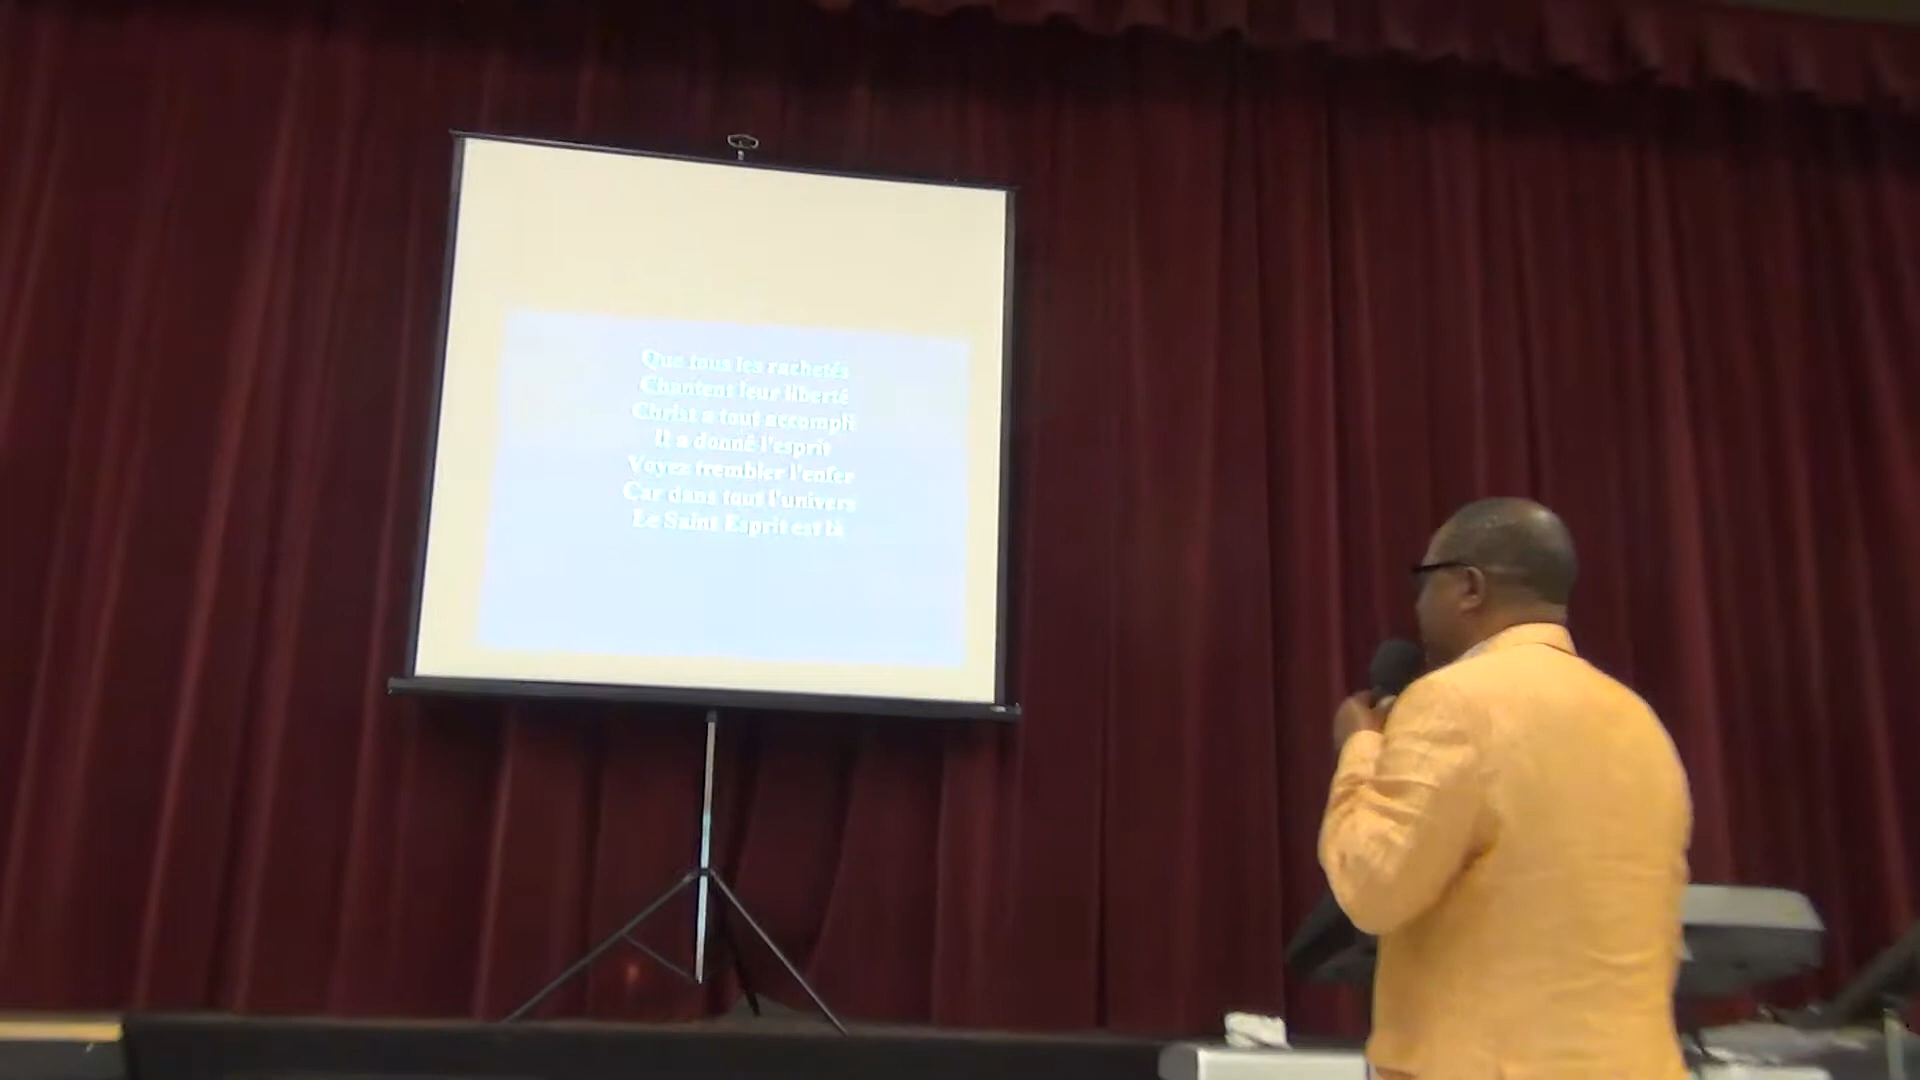 Que tous les rachetés
Chantent leur liberté
Christ a tout accompli
Il a donné l'esprit
Voyez trembler l'enfer
Car dans tout l'univers
Le Saint Esprit est là